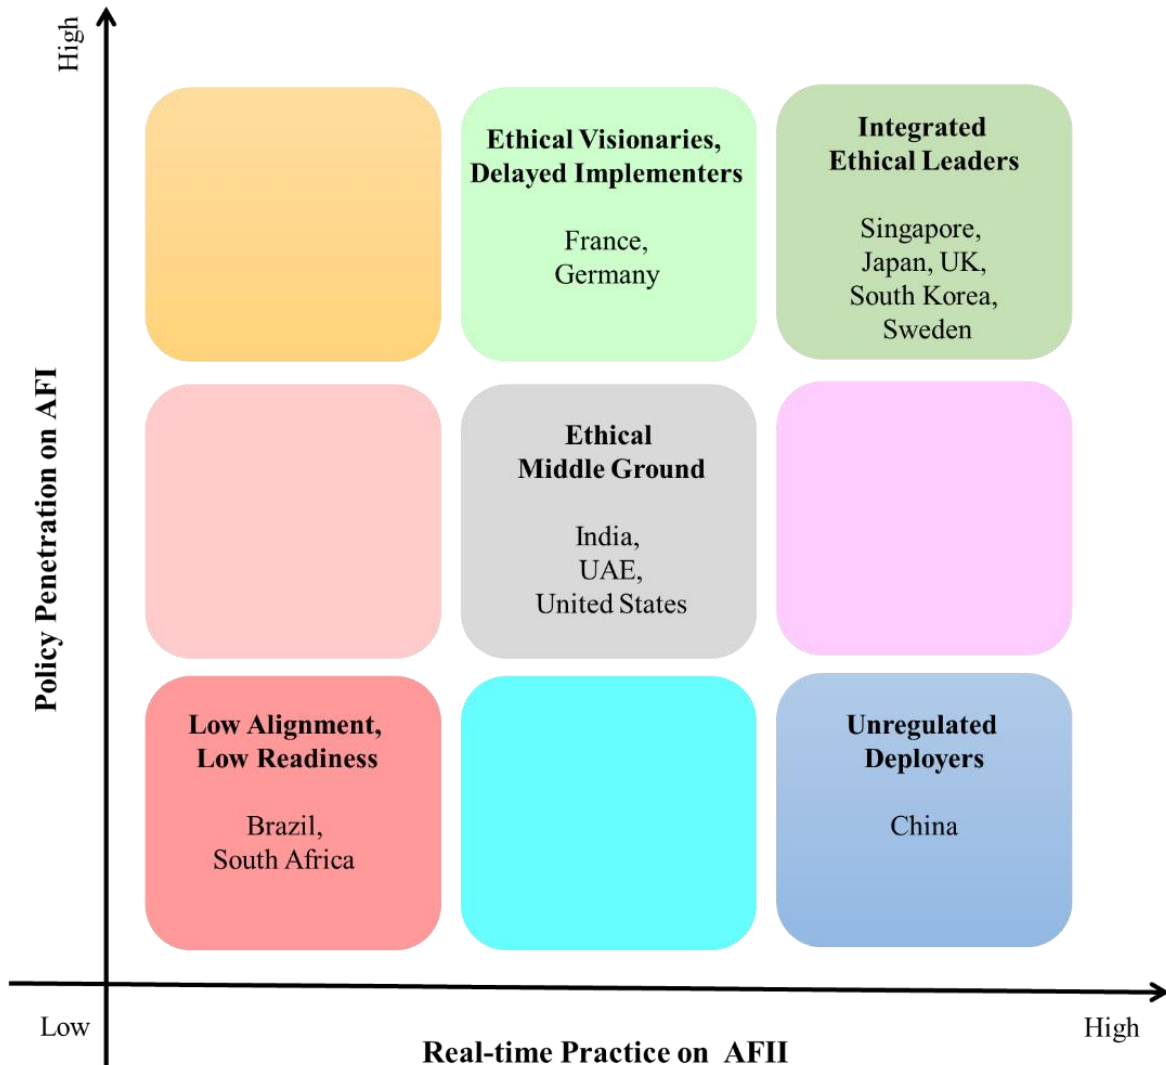 High
Policy Penetration on AFI
Ethical Visionaries,
Delayed Implementers
France,
Germany
Integrated
Ethical Leaders
Singapore,
Japan, UK,
South Korea,
Sweden
Ethical
Middle Ground
India,
UAE,
United States
Low Alignment,
Low Readiness
Brazil,
South Africa
Unregulated
Deployers
China
Low
High
Real-time Practice on AFII